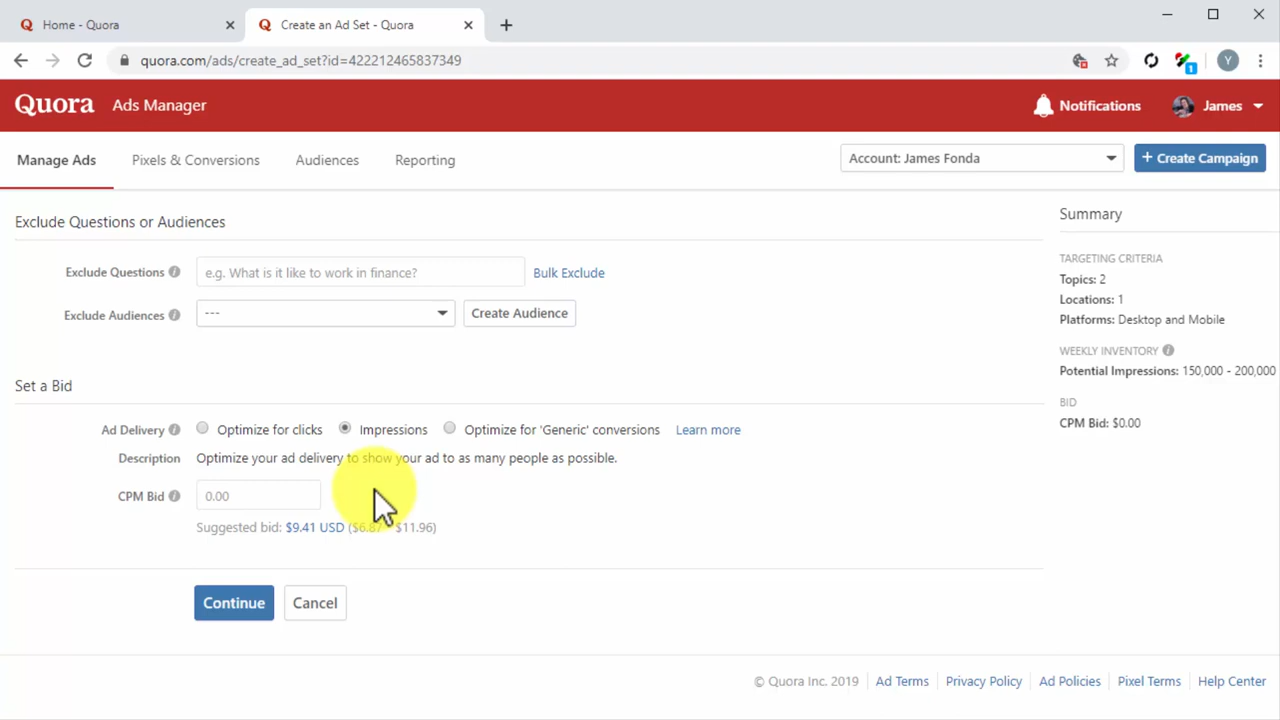 Home - Quora
Create an Ad Set - Quora
quora.com/ads/create_ad_set?id=422212465837349
1
Y
Quora Ads Manager
Notifications
James
Manage Ads
Pixels & Conversions
Audiences
Reporting
Account: James Fonda
+ Create Campaign
Exclude Questions or Audiences
Exclude Questions
e.g. What is it like to work in finance?
Bulk Exclude
Exclude Audiences
---
Create Audience
Set a Bid
Ad Delivery
Optimize for clicks
Impressions
Optimize for 'Generic' conversions
Learn more
Description
Optimize your ad delivery to show your ad to as many people as possible.
CPM Bid
0.00
Suggested bid: $9.41 USD ($6.87 - $11.96)
Continue
Cancel
Summary
TARGETING CRITERIA
Topics: 2
Locations: 1
Platforms: Desktop and Mobile
WEEKLY INVENTORY
Potential Impressions: 150,000 - 200,000
BID
CPM Bid: $0.00
© Quora Inc. 2019
Ad Terms
Privacy Policy
Ad Policies
Pixel Terms
Help Center